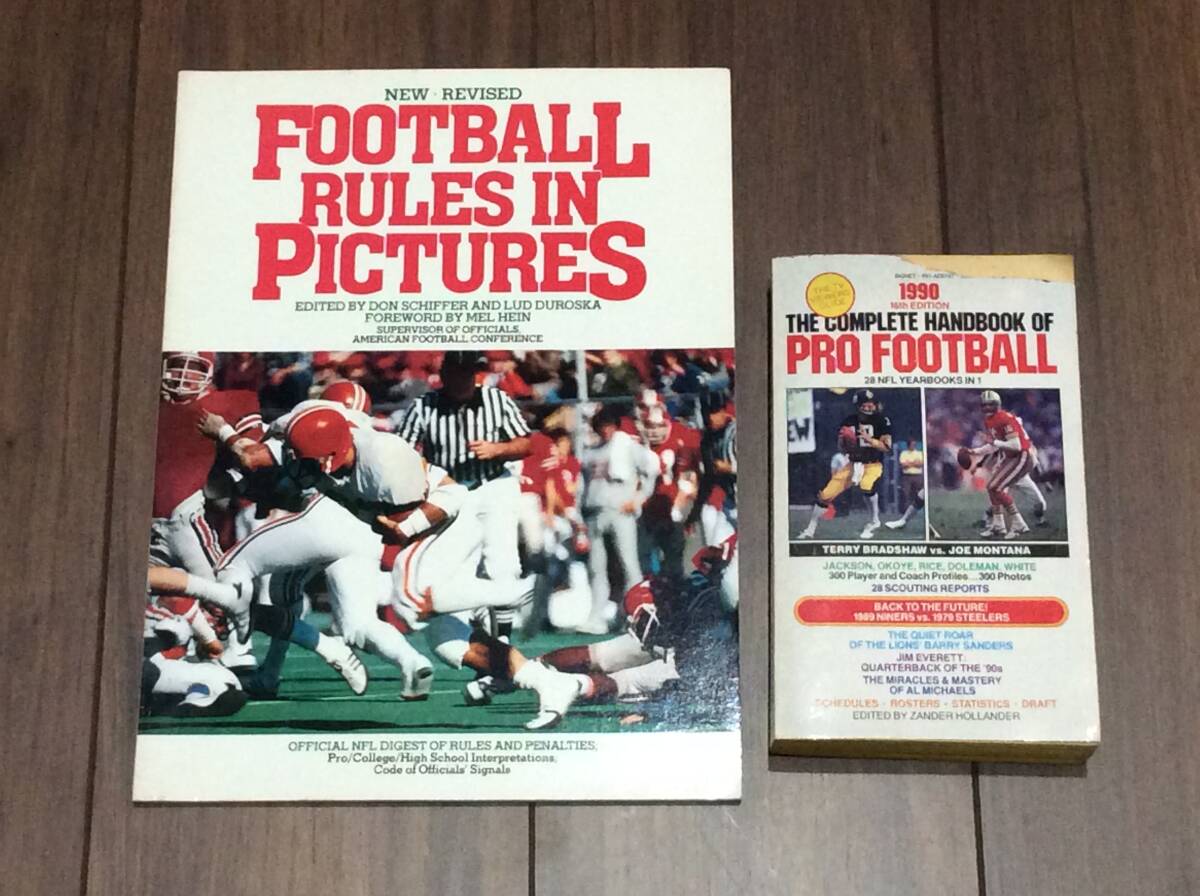 NEW · REVISED
FOOTBALL
RULES IN
PICTURES
EDITED BY DON SCHIFFER AND LUD DUROSKA
FOREWORD BY MEL HEIN
SUPERVISOR OF OFFICIALS,
AMERICAN FOOTBALL CONFERENCE
OFFICIAL NFL DIGEST OF RULES AND PENALTIES,
Pro/College/High School Interpretations,
Code of Officials' Signals
SIGNET
THE TV
VIEWERS
GUIDE
1990
16th EDITION
THE COMPLETE HANDBOOK OF
PRO FOOTBALL
28 NFL YEARBOOKS IN 1
TERRY BRADSHAW vs. JOE MONTANA
JACKSON, OKOYE, RICE, DOLEMAN, WHITE
300 Player and Coach Profiles...300 Photos
28 SCOUTING REPORTS
BACK TO THE FUTURE!
1989 NINERS vs. 1979 STEELERS
THE QUIET ROAR
OF THE LIONS' BARRY SANDERS
JIM EVERETT:
QUARTERBACK OF THE '90s
THE MIRACLES & MASTERY
OF AL MICHAELS
SCHEDULES · ROSTERS · STATISTICS · DRAFT
EDITED BY ZANDER HOLLANDER